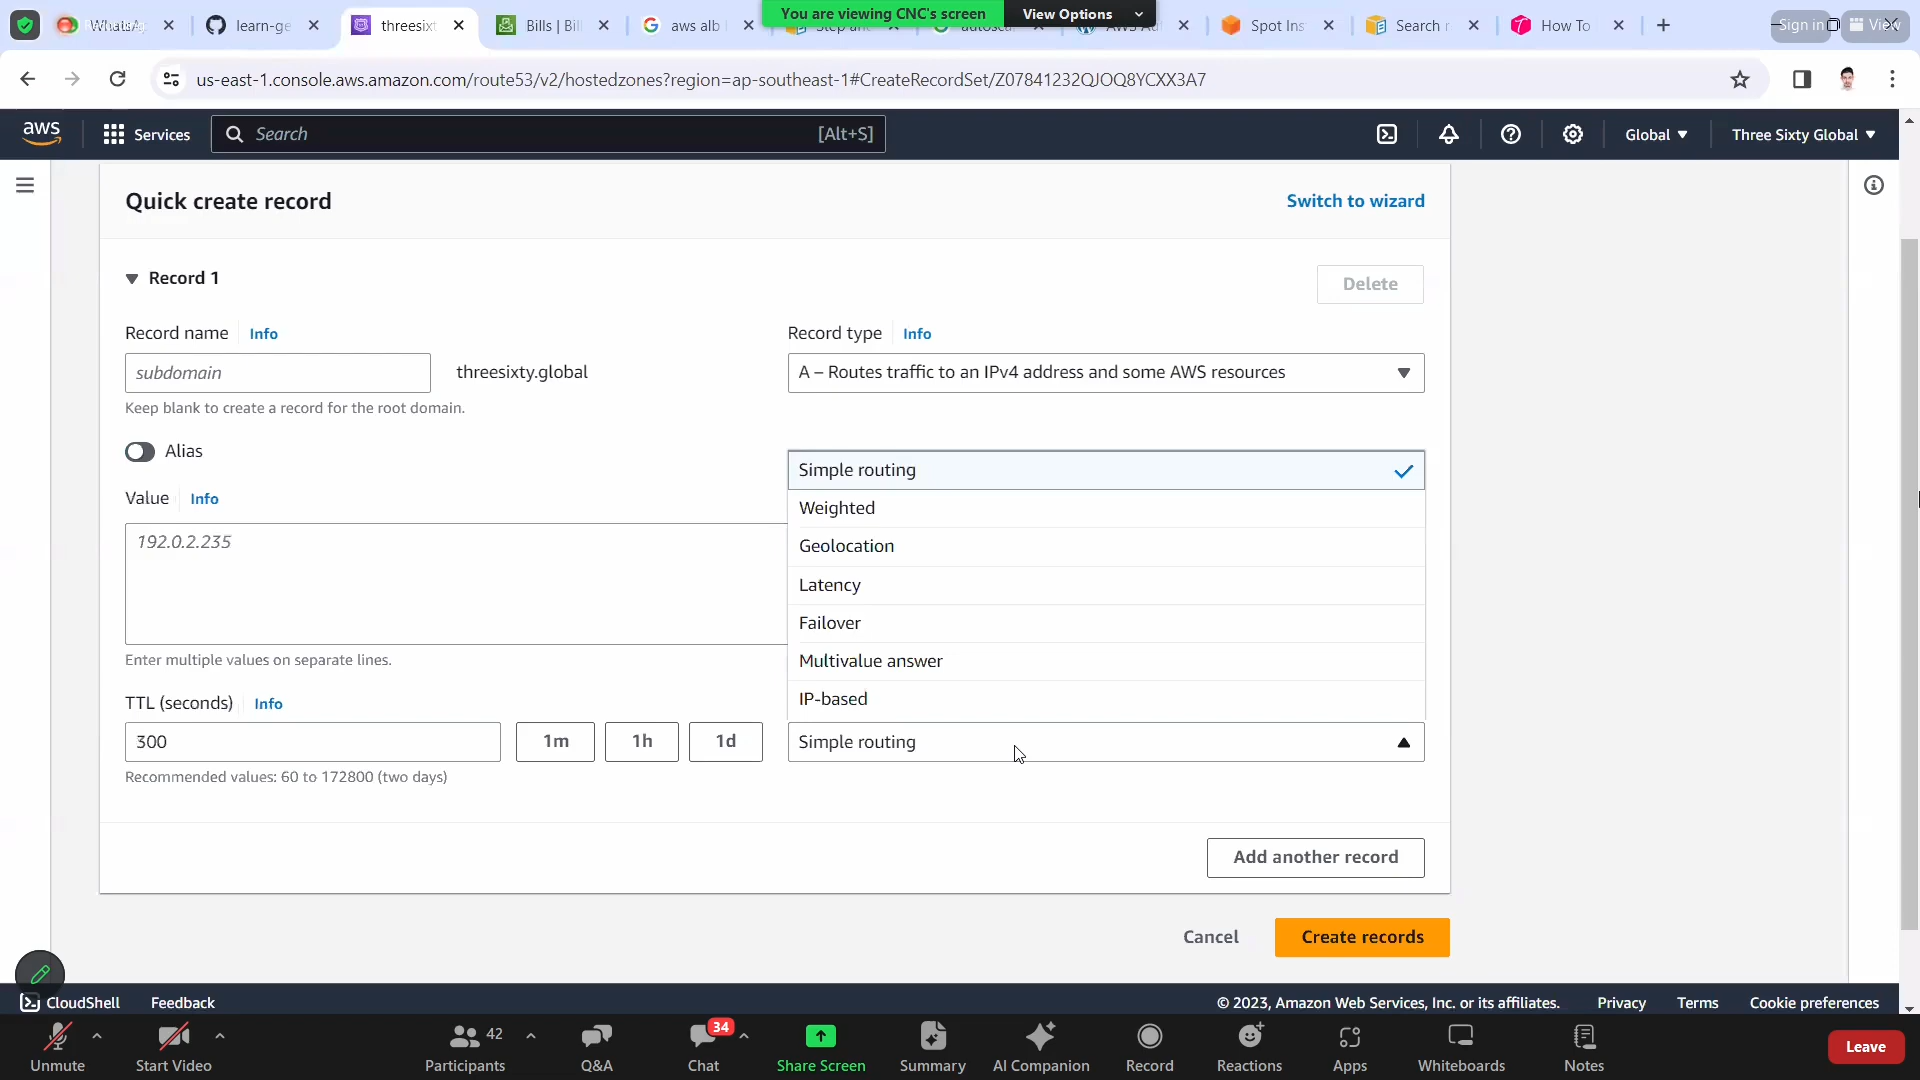 WhatsA
learn-ge
threesixt
Bills | Bil
aws alb
You are viewing CNC's screen
View Options
Spot Ins
Search r
How To
Sign in
View
us-east-1.console.aws.amazon.com/route53/v2/hostedzones?region=ap-southeast-1#CreateRecordSet/Z07841232QJOQ8YCXX3A7
aws
Services
Search
[Alt+S]
Global
Three Sixty Global
Quick create record
Switch to wizard
Record 1
Delete
Record name
Info
Record type
Info
subdomain
threesixty.global
A – Routes traffic to an IPv4 address and some AWS resources
Keep blank to create a record for the root domain.
Alias
Simple routing
Value
Info
Weighted
192.0.2.235
Geolocation
Latency
Failover
Enter multiple values on separate lines.
Multivalue answer
TTL (seconds)
Info
IP-based
300
1m
1h
1d
Simple routing
Recommended values: 60 to 172800 (two days)
Add another record
Cancel
Create records
CloudShell
Feedback
© 2023, Amazon Web Services, Inc. or its affiliates.
Privacy
Terms
Cookie preferences
42
34
Unmute
Start Video
Participants
Q&A
Chat
Share Screen
Summary
AI Companion
Record
Reactions
Apps
Whiteboards
Notes
Leave